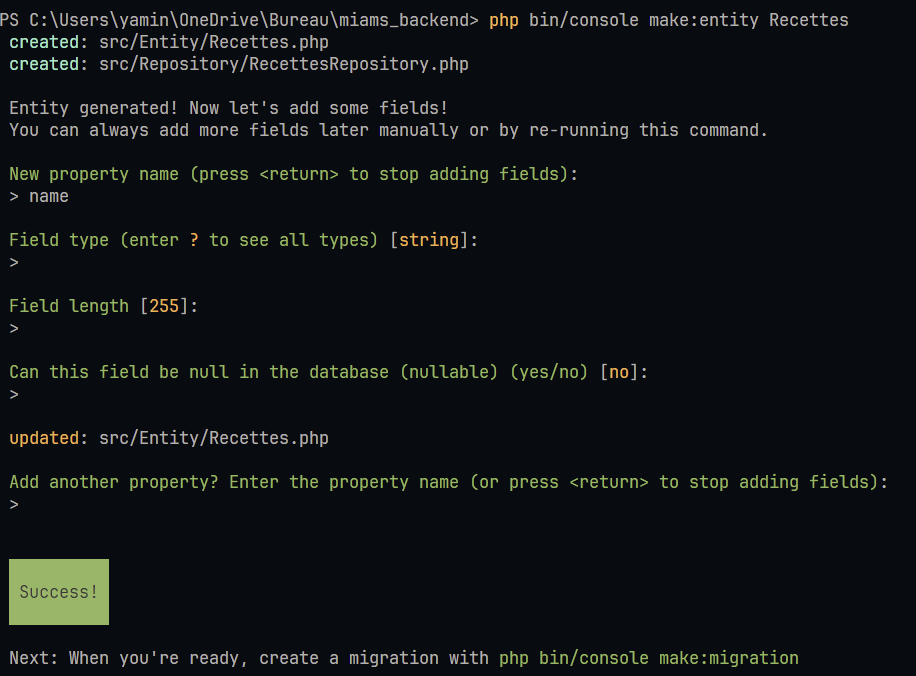 PS C:\Users\yamin\OneDrive\Bureau\miams_backend> php bin/console make:entity Recettes
created: src/Entity/Recettes.php
created: src/Repository/RecettesRepository.php
Entity generated! Now let's add some fields!
You can always add more fields later manually or by re-running this command.
New property name (press <return> to stop adding fields):
> name
Field type (enter ? to see all types) [string]:
>
Field length [255]:
>
Can this field be null in the database (nullable) (yes/no) [no]:
>
updated: src/Entity/Recettes.php
Add another property? Enter the property name (or press <return> to stop adding fields):
>
Success!
Next: When you're ready, create a migration with php bin/console make:migration